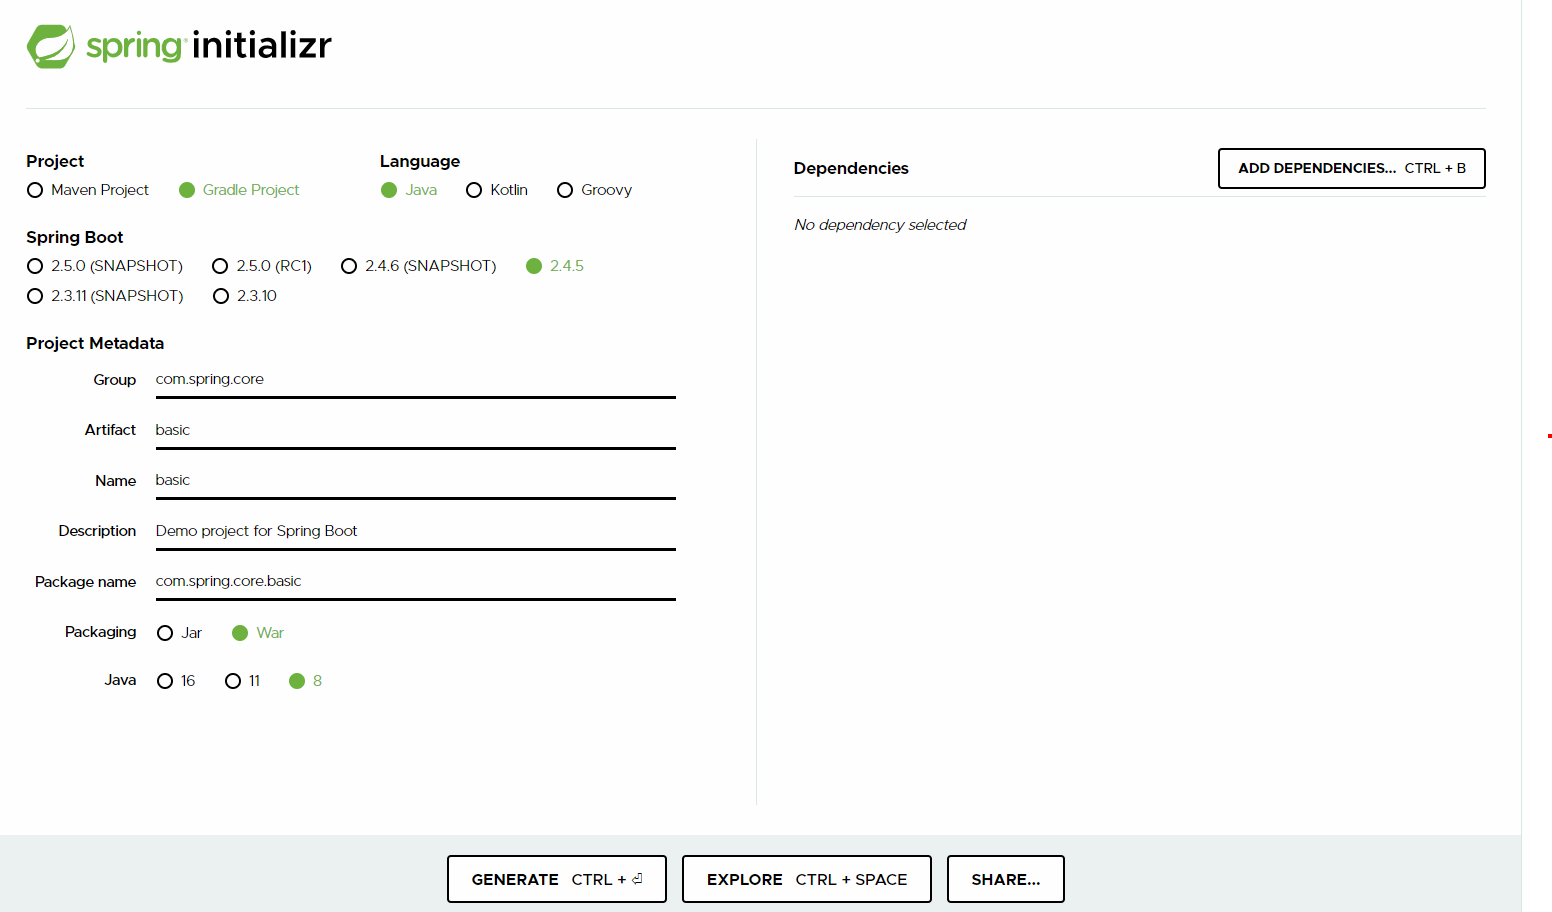 spring initializr
Project
Maven Project Gradle Project
Language
Java Kotlin Groovy
Spring Boot
2.5.0 (SNAPSHOT) 2.5.0 (RC1) 2.4.6 (SNAPSHOT) 2.4.5
2.3.11 (SNAPSHOT) 2.3.10
Project Metadata
Group com.spring.core
Artifact basic
Name basic
Description Demo project for Spring Boot
Package name com.spring.core.basic
Packaging Jar War
Java 16 11 8
Dependencies ADD DEPENDENCIES... CTRL + B
No dependency selected
GENERATE CTRL + ⏎ EXPLORE CTRL + SPACE SHARE...